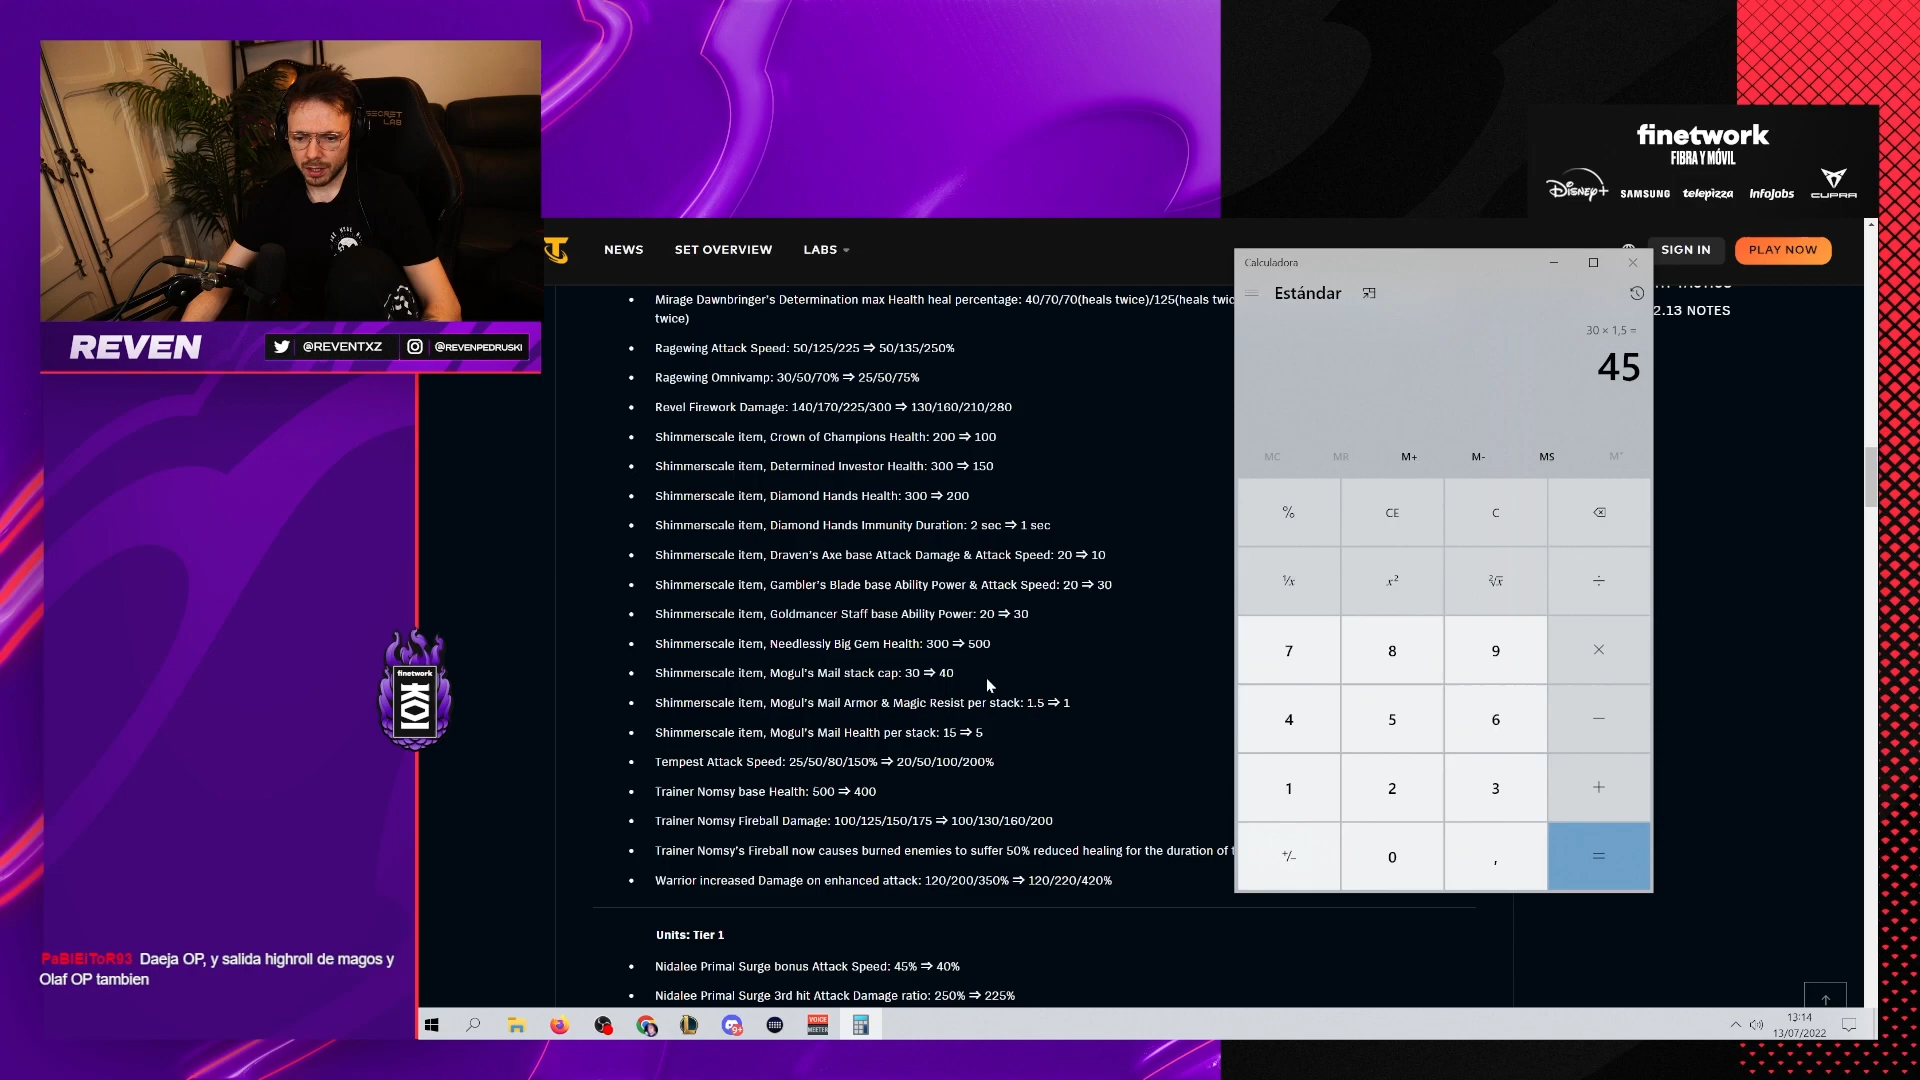 SECRET LAB
REVEN
@REVENTXZ
@REVENPEDRUSKI
finetwork
FIBRA Y MÓVIL
Disney+ SAMSUNG telepizza InfoJobs CUPRA
NEWS SET OVERVIEW LABS
SIGN IN PLAY NOW
2.13 NOTES
Mirage Dawnbringer's Determination max Health heal percentage: 40/70/70(heals twice)/125(heals twic
twice)
Ragewing Attack Speed: 50/125/225 ⇒ 50/135/250%
Ragewing Omnivamp: 30/50/70% ⇒ 25/50/75%
Revel Firework Damage: 140/170/225/300 ⇒ 130/160/210/280
Shimmerscale item, Crown of Champions Health: 200 ⇒ 100
Shimmerscale item, Determined Investor Health: 300 ⇒ 150
Shimmerscale item, Diamond Hands Health: 300 ⇒ 200
Shimmerscale item, Diamond Hands Immunity Duration: 2 sec ⇒ 1 sec
Shimmerscale item, Draven's Axe base Attack Damage & Attack Speed: 20 ⇒ 10
Shimmerscale item, Gambler's Blade base Ability Power & Attack Speed: 20 ⇒ 30
Shimmerscale item, Goldmancer Staff base Ability Power: 20 ⇒ 30
Shimmerscale item, Needlessly Big Gem Health: 300 ⇒ 500
Shimmerscale item, Mogul's Mail stack cap: 30 ⇒ 40
Shimmerscale item, Mogul's Mail Armor & Magic Resist per stack: 1.5 ⇒ 1
Shimmerscale item, Mogul's Mail Health per stack: 15 ⇒ 5
Tempest Attack Speed: 25/50/80/150% ⇒ 20/50/100/200%
Trainer Nomsy base Health: 500 ⇒ 400
Trainer Nomsy Fireball Damage: 100/125/150/175 ⇒ 100/130/160/200
Trainer Nomsy's Fireball now causes burned enemies to suffer 50% reduced healing for the duration of
Warrior increased Damage on enhanced attack: 120/200/350% ⇒ 120/220/420%
Units: Tier 1
Nidalee Primal Surge bonus Attack Speed: 45% ⇒ 40%
Nidalee Primal Surge 3rd hit Attack Damage ratio: 250% ⇒ 225%
Calculadora
Estándar
30 × 1,5 =
45
MC MR M+ M- MS M˅
% CE C
¹/x x² ²√x ÷
7 8 9 ×
4 5 6 −
1 2 3 +
+/− 0 , =
finetwork
KOI
PaBlEiToR93 Daeja OP, y salida highroll de magos y
Olaf OP tambien
9+
VOICE
MEETER
13:14
13/07/2022